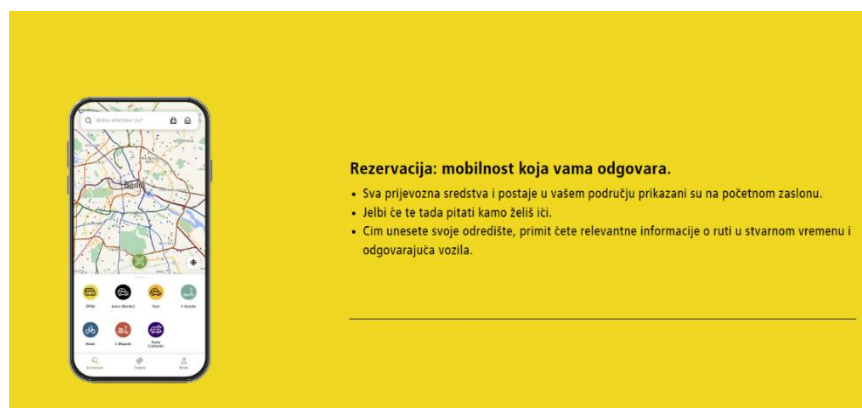 Berlin
Rezervacija: mobilnost koja vama odgovara.
• Sva prijevozna sredstva i postaje u vašem području prikazani su na početnom zaslonu.
• Jelbi će te tada pitati kamo želiš ići.
• Čim unesete svoje odredište, primit ćete relevantne informacije o ruti u stvarnom vremenu i
odgovarajuća vozila.